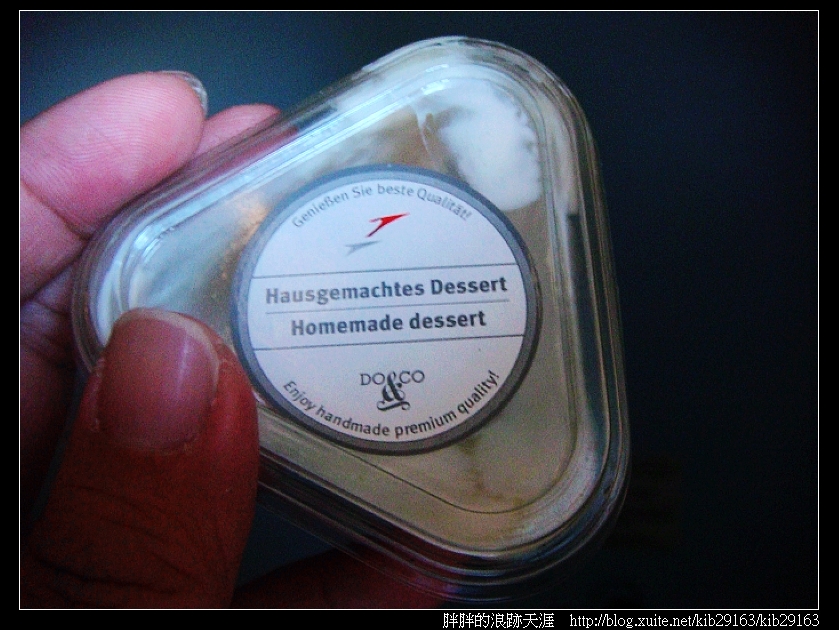 Genießen Sie beste Qualität!
Hausgemachtes Dessert
Homemade dessert
DO & CO
Enjoy handmade premium quality!
胖胖的浪跡天涯 http://blog.xuite.net/kib29163/kib29163